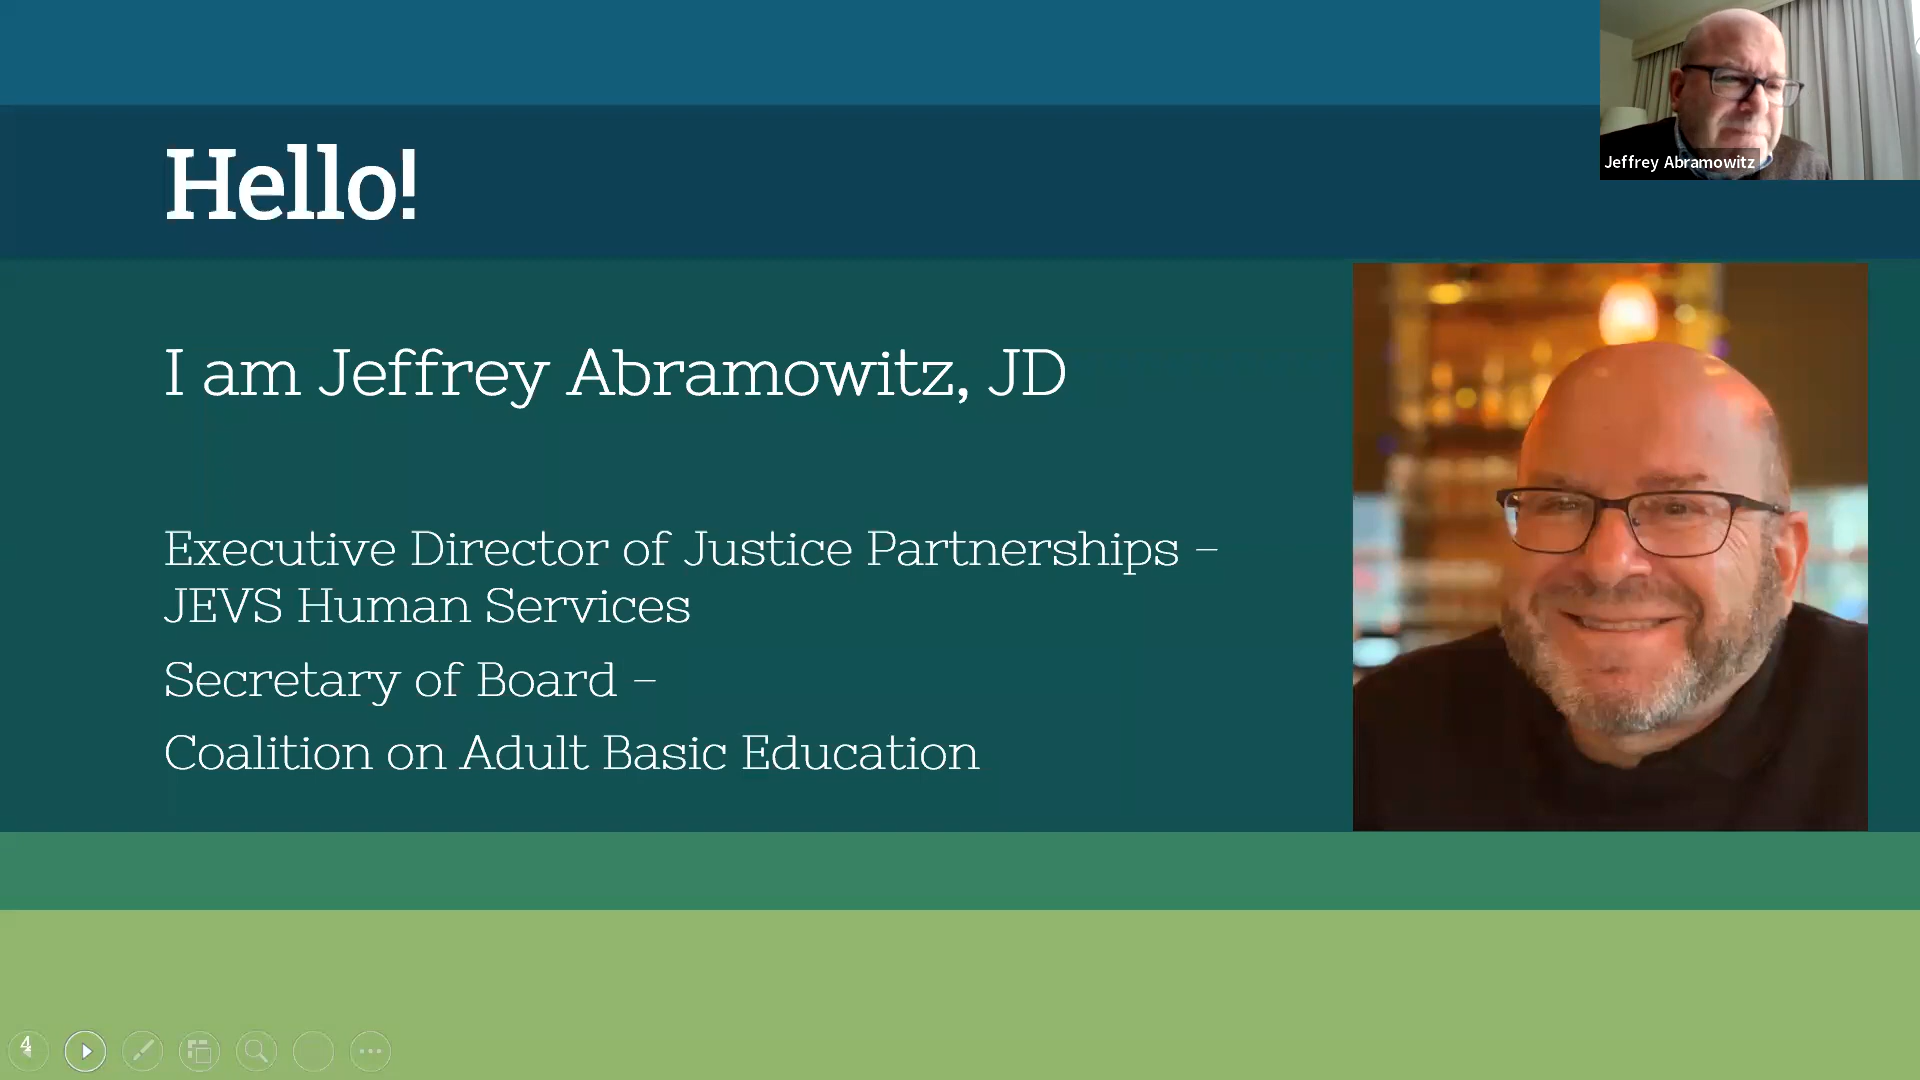 Jeffrey Abramowitz
Hello!
I am Jeffrey Abramowitz, JD
Executive Director of Justice Partnerships –
JEVS Human Services
Secretary of Board –
Coalition on Adult Basic Education
4